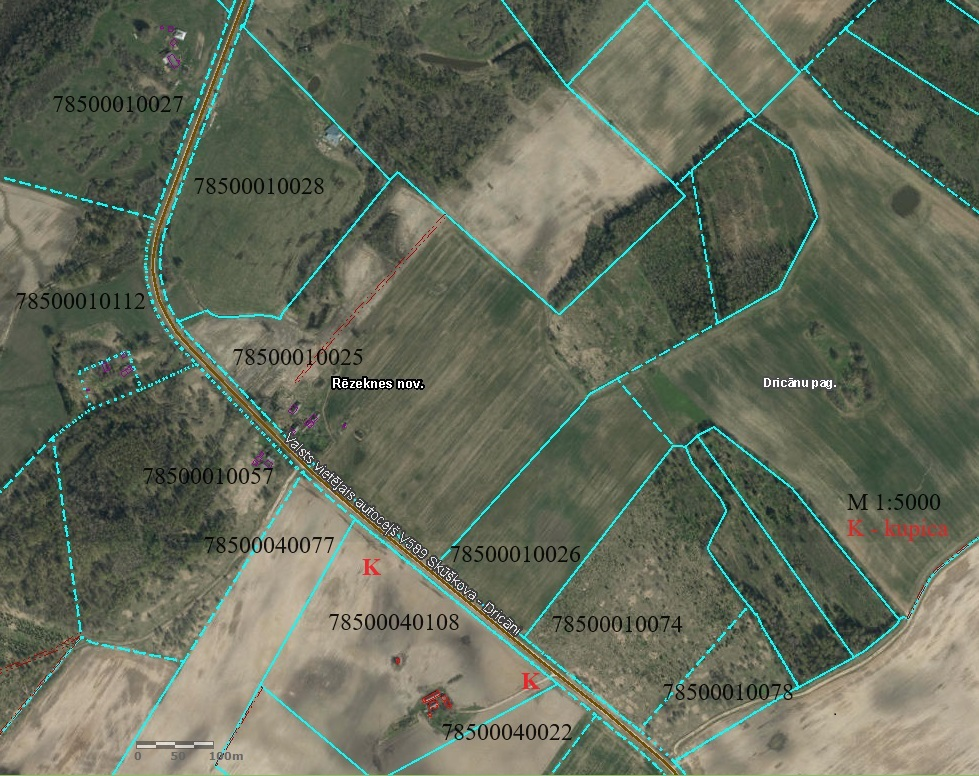 78500010027
78500010028
78500010112
78500010025
Rēzeknes nov.
Dricānu pag.
Valsts vietējais autoceļš V589 Skūškova - Dricāni
78500010057
M 1:5000
K - kupica
78500040077
78500010026
K
78500040108
78500010074
K
78500010078
78500040022
0 50 100m